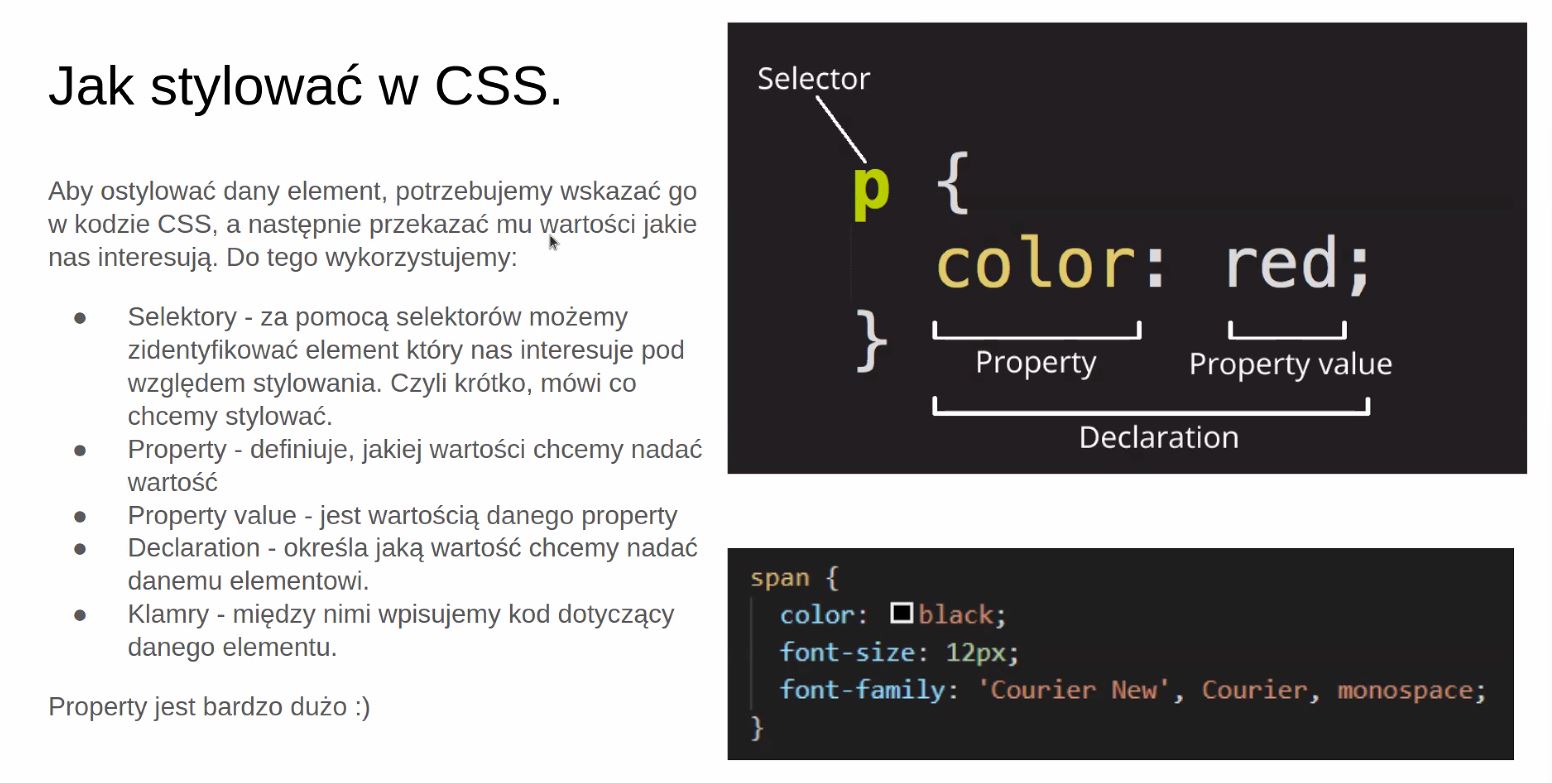 Jak stylować w CSS.
Aby ostylować dany element, potrzebujemy wskazać go
w kodzie CSS, a następnie przekazać mu wartości jakie
nas interesują. Do tego wykorzystujemy:
● Selektory - za pomocą selektorów możemy
zidentyfikować element który nas interesuje pod
względem stylowania. Czyli krótko, mówi co
chcemy stylować.
● Property - definiuje, jakiej wartości chcemy nadać
wartość
● Property value - jest wartością danego property
● Declaration - określa jaką wartość chcemy nadać
danemu elementowi.
● Klamry - między nimi wpisujemy kod dotyczący
danego elementu.
Property jest bardzo dużo :)
Selector
p {
color: red;
}
Property Property value
Declaration
span {
color: black;
font-size: 12px;
font-family: 'Courier New', Courier, monospace;
}